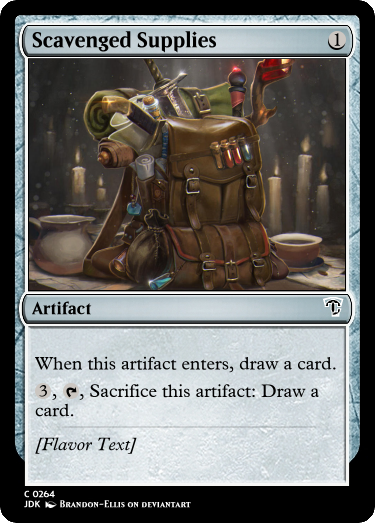 Scavenged Supplies 1
Artifact
When this artifact enters, draw a card.
3, , Sacrifice this artifact: Draw a
card.
[Flavor Text]
C 0264
JDK Brandon-Ellis on deviantart